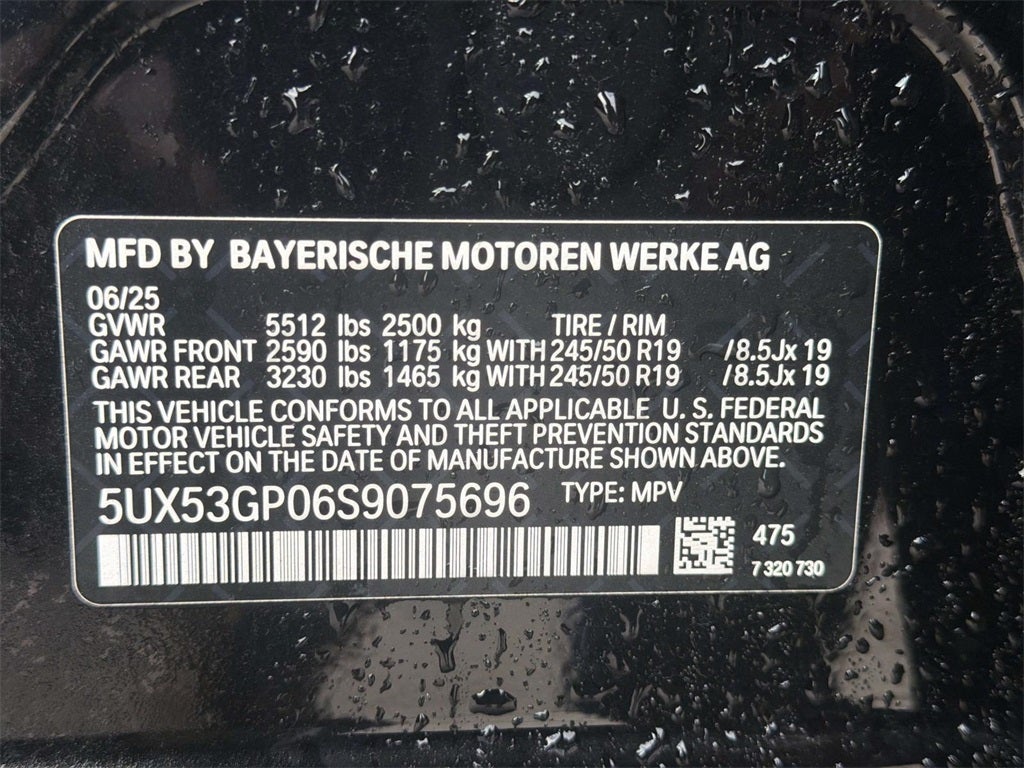 MFD BY BAYERISCHE MOTOREN WERKE AG
06/25
GVWR 5512 lbs 2500 kg TIRE / RIM
GAWR FRONT 2590 lbs 1175 kg WITH 245/50 R19 /8.5Jx 19
GAWR REAR 3230 lbs 1465 kg WITH 245/50 R19 /8.5Jx 19
THIS VEHICLE CONFORMS TO ALL APPLICABLE U. S. FEDERAL
MOTOR VEHICLE SAFETY AND THEFT PREVENTION STANDARDS
IN EFFECT ON THE DATE OF MANUFACTURE SHOWN ABOVE.
5UX53GP06S9075696 TYPE: MPV
475
7 320 730